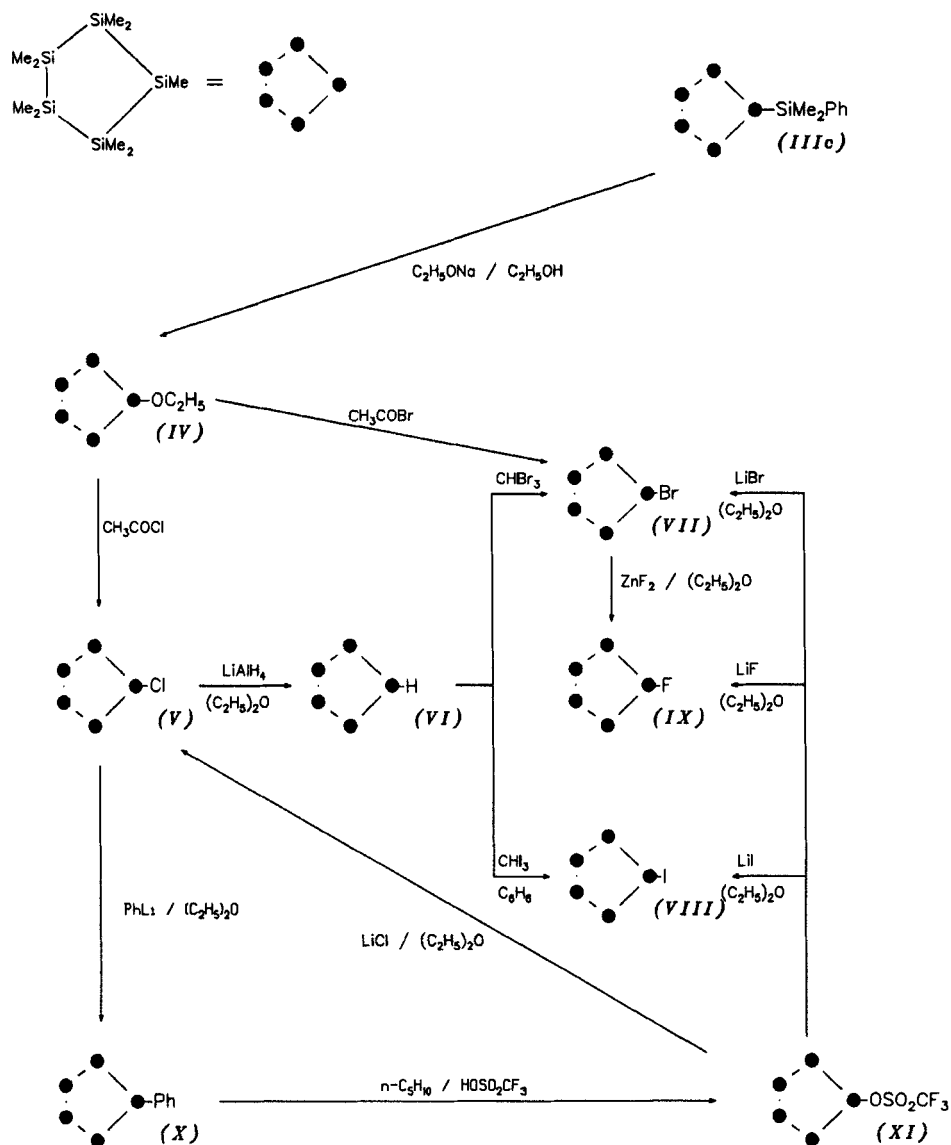 SiMe₂
Me₂Si
SiMe =
Me₂Si
SiMe₂
SiMe₂Ph
(IIIc)
C₂H₅ONa / C₂H₅OH
OC₂H₅
(IV)
CH₃COBr
CH₃COCl
CHBr₃
Br
(VII)
LiBr
(C₂H₅)₂O
ZnF₂ / (C₂H₅)₂O
Cl
(V)
LiAlH₄
(C₂H₅)₂O
H
(VI)
F
(IX)
LiF
(C₂H₅)₂O
CHI₃
C₆H₆
I
(VIII)
LiI
(C₂H₅)₂O
PhLi / (C₂H₅)₂O
LiCl / (C₂H₅)₂O
Ph
(X)
n-C₅H₁₀ / HOSO₂CF₃
OSO₂CF₃
(XI)